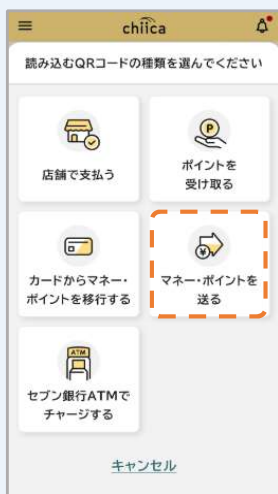 chiica
読み込むQRコードの種類を選んでください
店舗で支払う
P
ポイントを
受け取る
カードからマネー・
ポイントを移行する
¥
マネー・ポイントを
送る
ATM
セブン銀行ATMで
チャージする
キャンセル